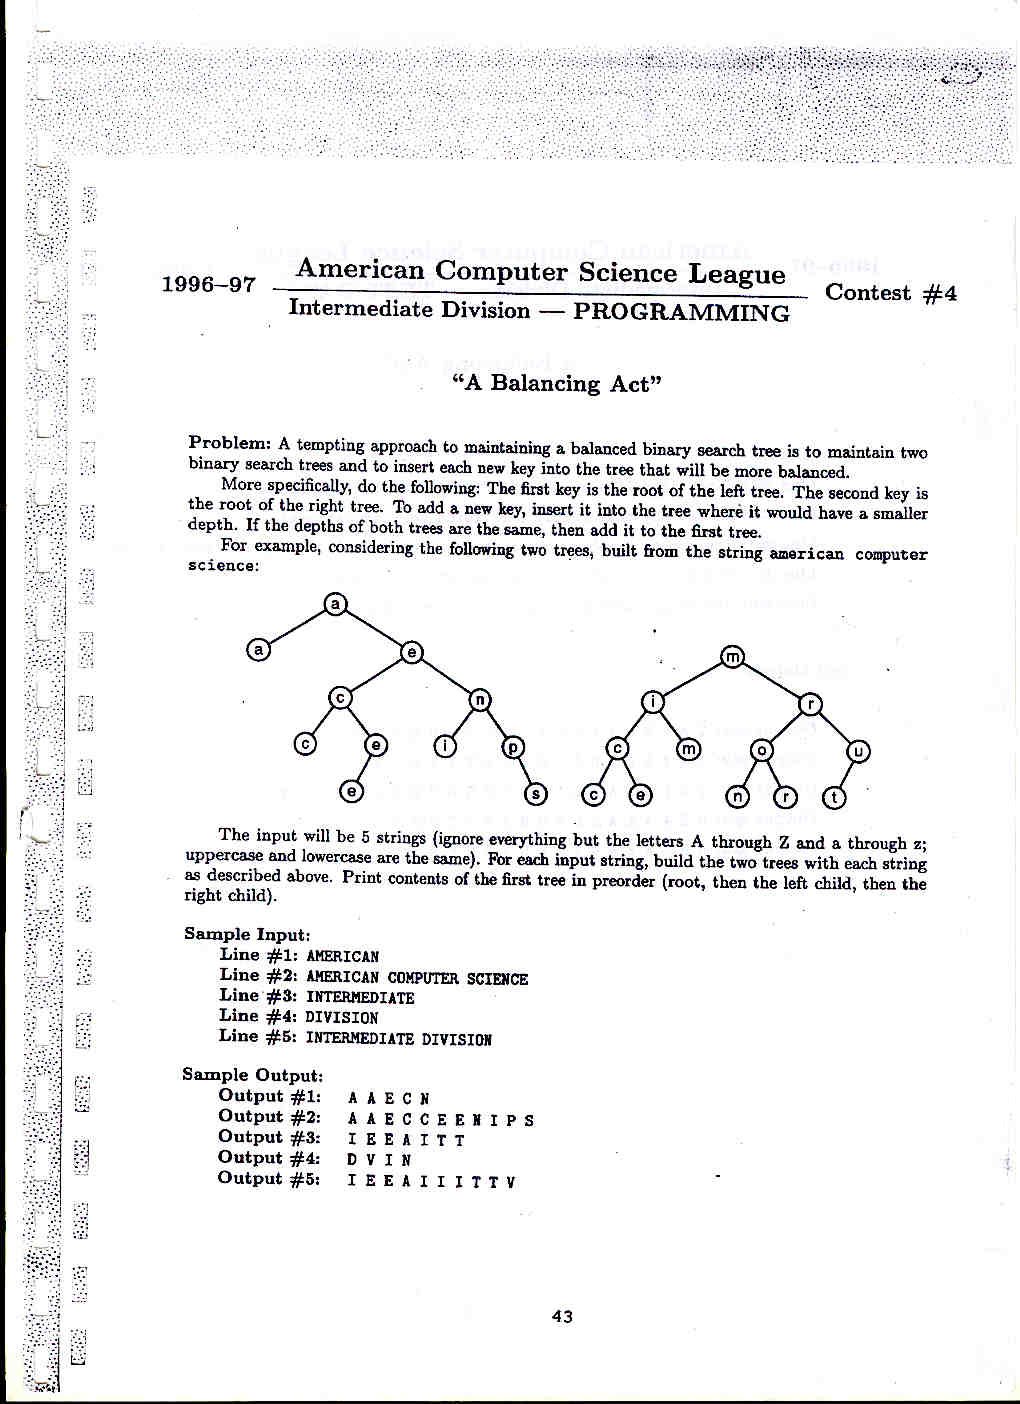 1996–97 American Computer Science League Contest #4
Intermediate Division — PROGRAMMING
“A Balancing Act”
Problem: A tempting approach to maintaining a balanced binary search tree is to maintain two
binary search trees and to insert each new key into the tree that will be more balanced.
More specifically, do the following: The first key is the root of the left tree. The second key is
the root of the right tree. To add a new key, insert it into the tree where it would have a smaller
depth. If the depths of both trees are the same, then add it to the first tree.
For example, considering the following two trees, built from the string american computer
science:
a
a e m
c n i r
c e i p c m o u
e s c e n r t
The input will be 5 strings (ignore everything but the letters A through Z and a through z;
uppercase and lowercase are the same). For each input string, build the two trees with each string
as described above. Print contents of the first tree in preorder (root, then the left child, then the
right child).
Sample Input:
Line #1: AMERICAN
Line #2: AMERICAN COMPUTER SCIENCE
Line #3: INTERMEDIATE
Line #4: DIVISION
Line #5: INTERMEDIATE DIVISION
Sample Output:
Output #1: A A E C N
Output #2: A A E C C E E N I P S
Output #3: I E E A I T T
Output #4: D V I N
Output #5: I E E A I I I T T V
43